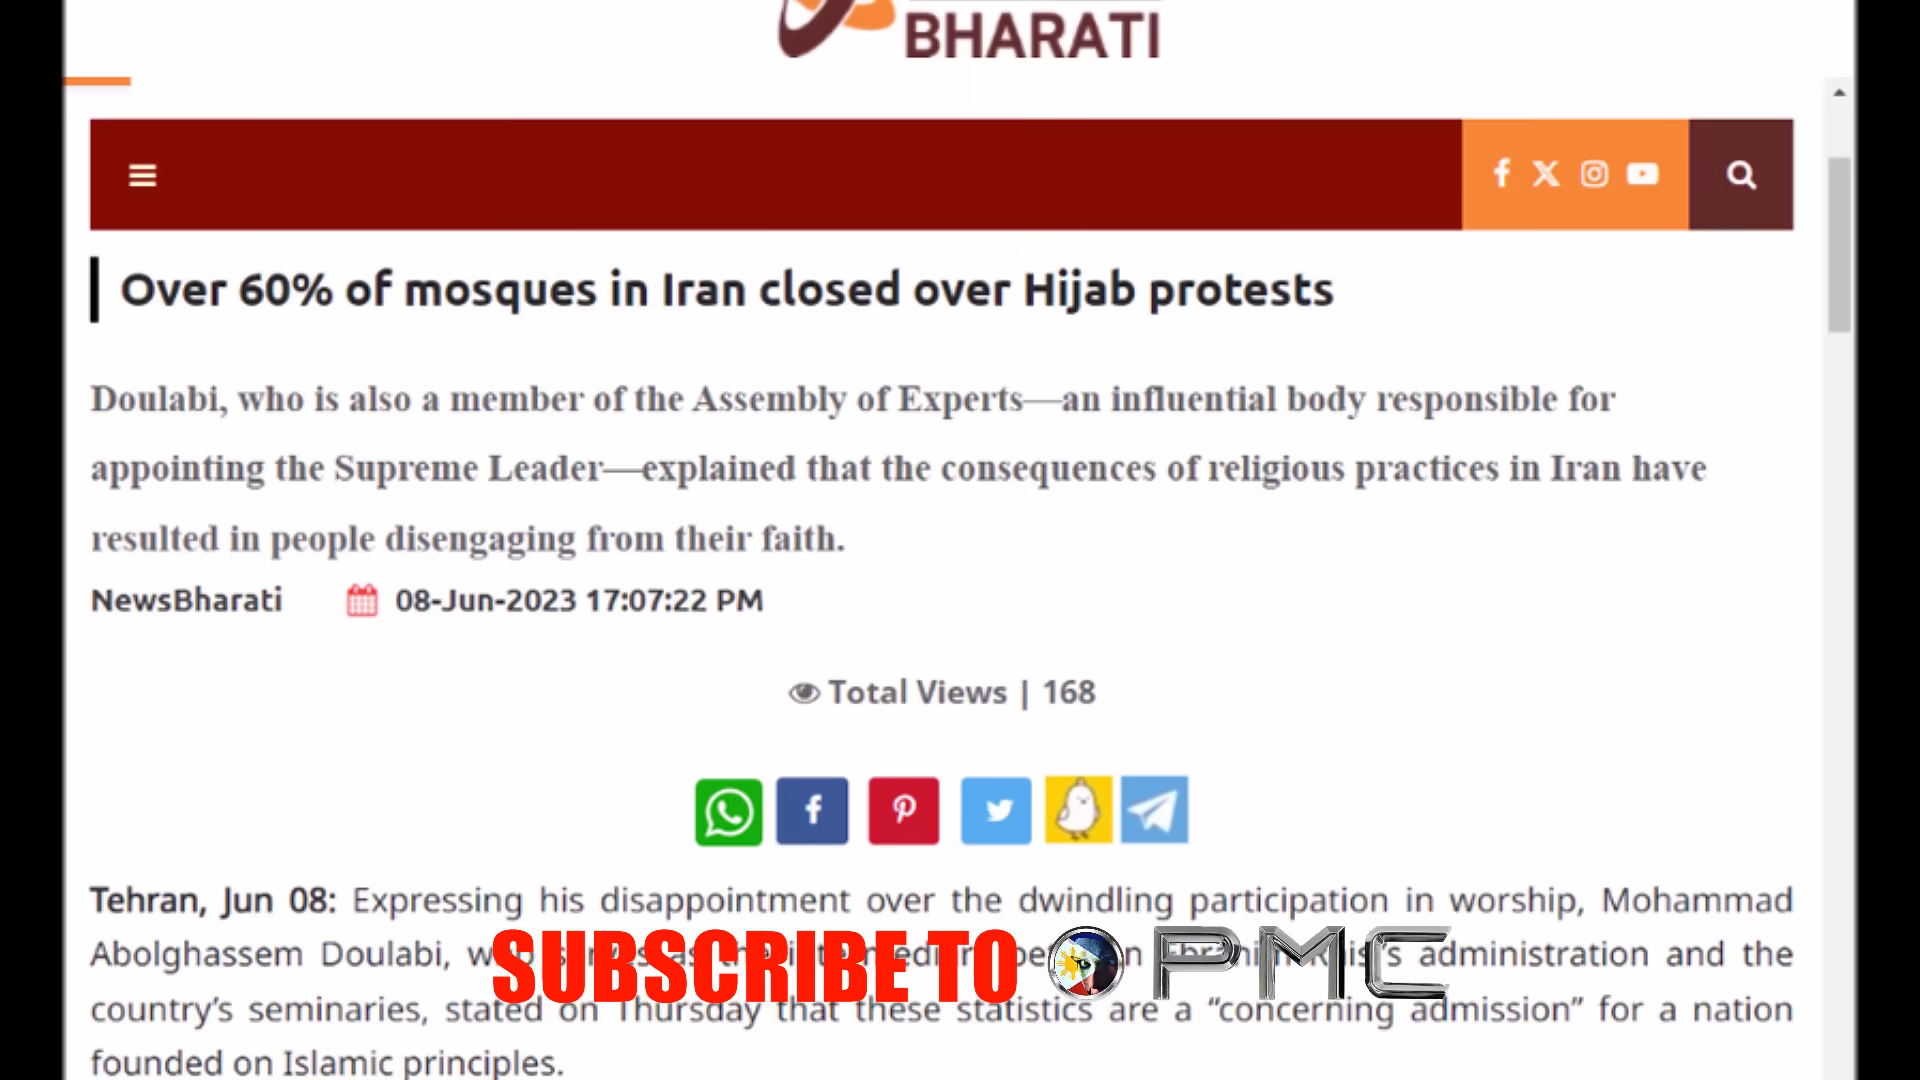 BHARATI
Over 60% of mosques in Iran closed over Hijab protests
Doulabi, who is also a member of the Assembly of Experts—an influential body responsible for
appointing the Supreme Leader—explained that the consequences of religious practices in Iran have
resulted in people disengaging from their faith.
NewsBharati 08-Jun-2023 17:07:22 PM
Total Views | 168
Tehran, Jun 08: Expressing his disappointment over the dwindling participation in worship, Mohammad
Abolghassem Doulabi, administration and the
SUBSCRIBE TO PMC
country's seminaries, stated on Thursday that these statistics are a “concerning admission” for a nation
founded on Islamic principles.